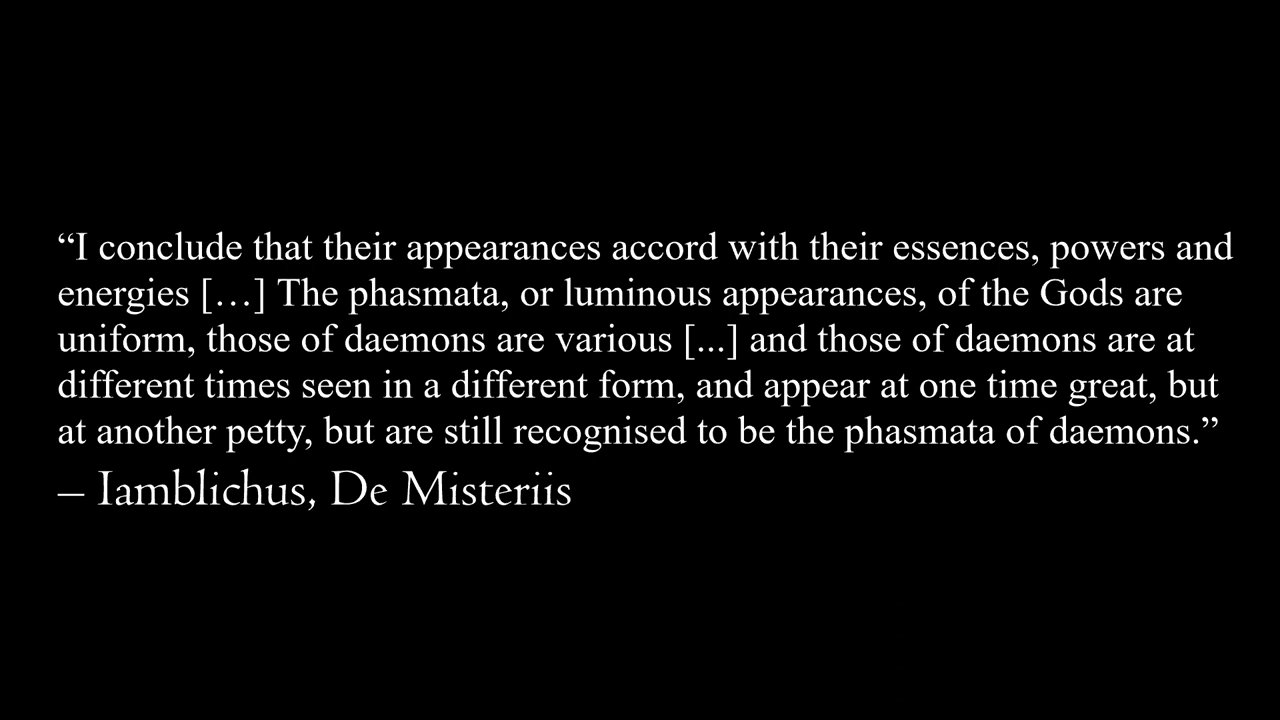 “I conclude that their appearances accord with their essences, powers and
energies […] The phasmata, or luminous appearances, of the Gods are
uniform, those of daemons are various [...] and those of daemons are at
different times seen in a different form, and appear at one time great, but
at another petty, but are still recognised to be the phasmata of daemons.”
– Iamblichus, De Misteriis